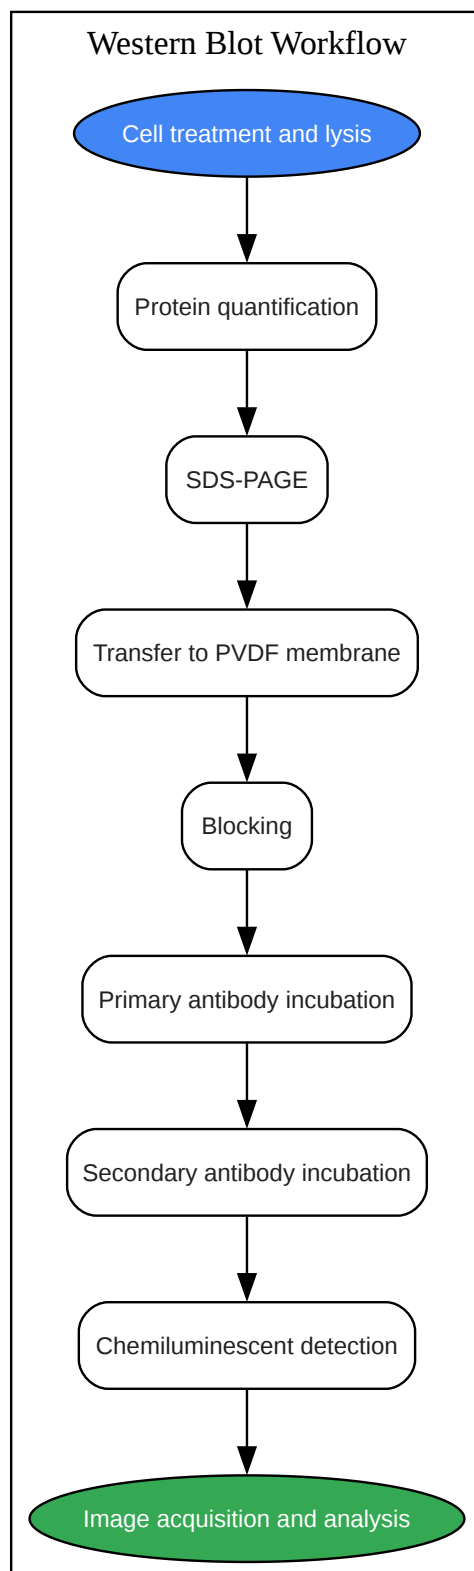 Western Blot Workflow
Cell treatment and lysis
Protein quantification
SDS-PAGE
Transfer to PVDF membrane
Blocking
Primary antibody incubation
Secondary antibody incubation
Chemiluminescent detection
Image acquisition and analysis